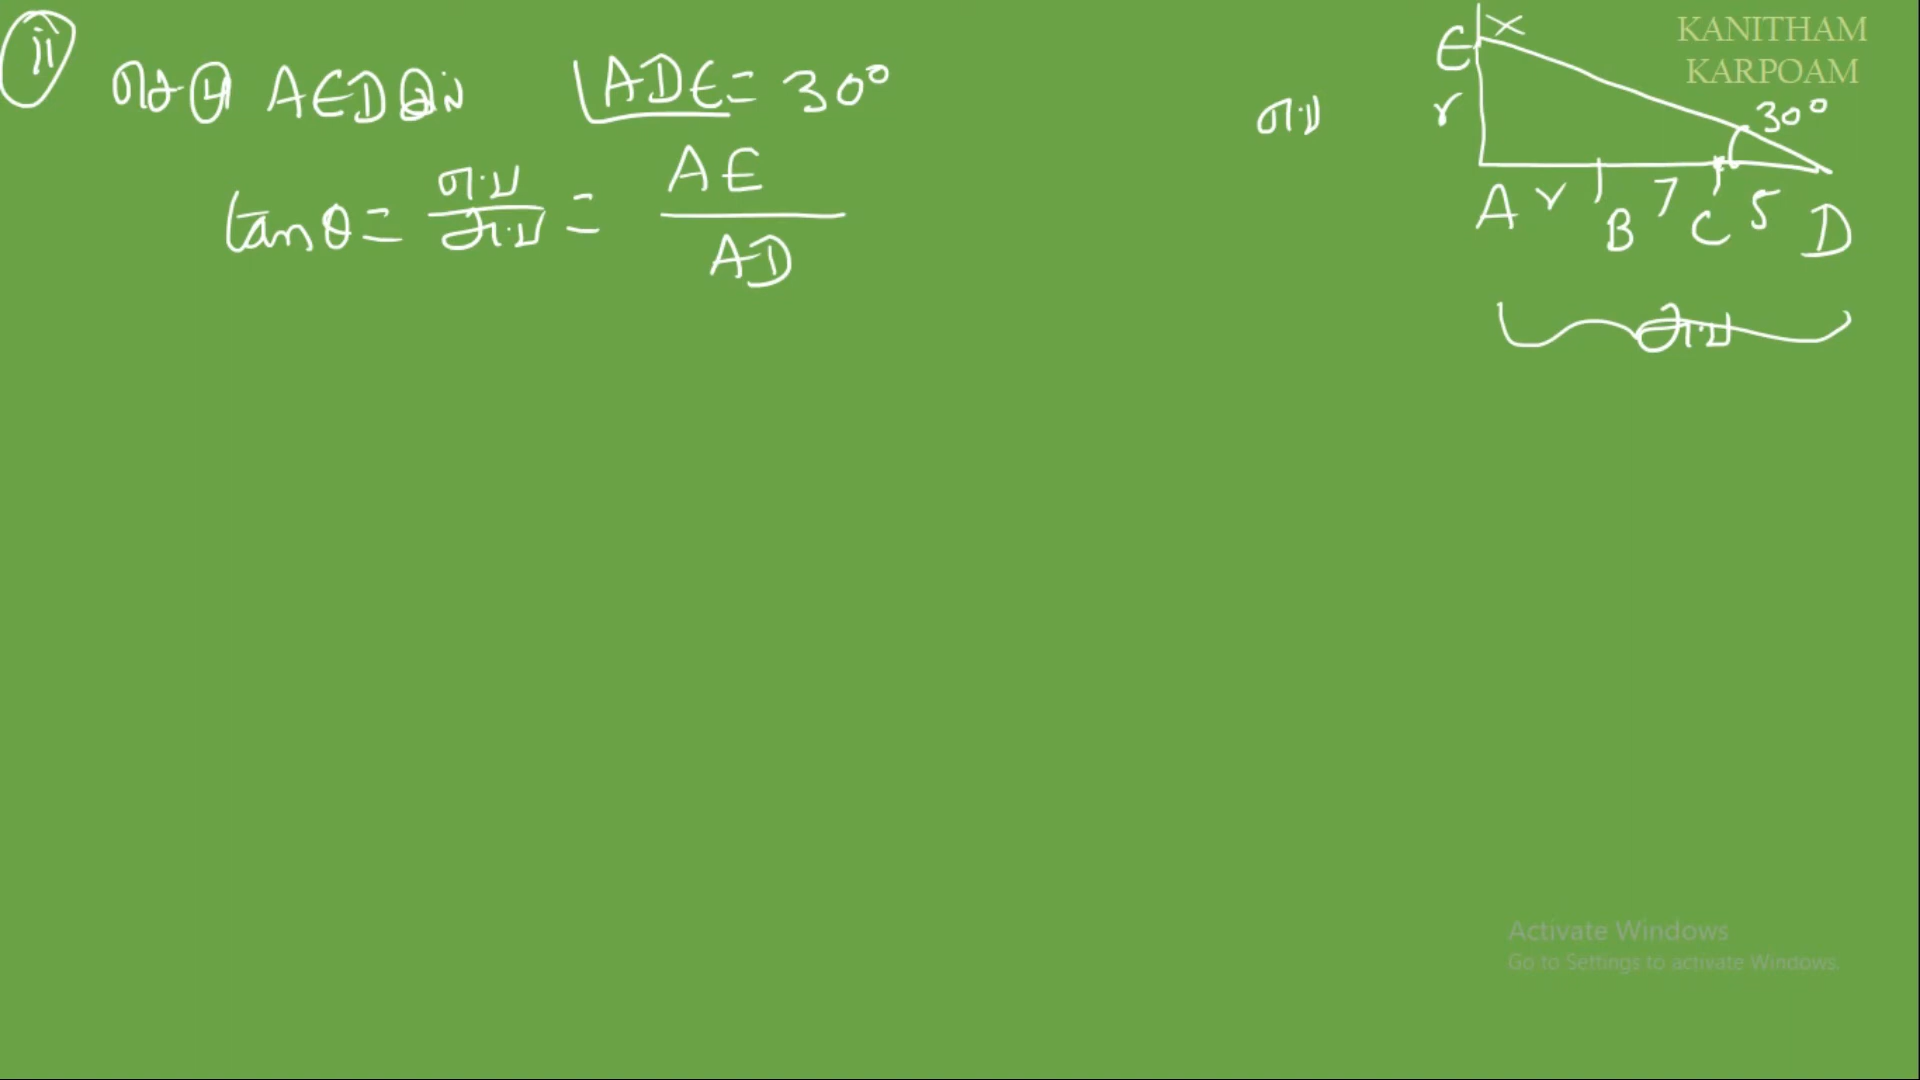 ii
AEDஇல் ∠ADE = 30°
tanθ = எ.ப / அ.ப = AE / AD
KANITHAM
KARPOAM
E x
எ.ப r 30°
A r B 7 C 5 D
அ.ப
Activate Windows
Go to Settings to activate Windows.